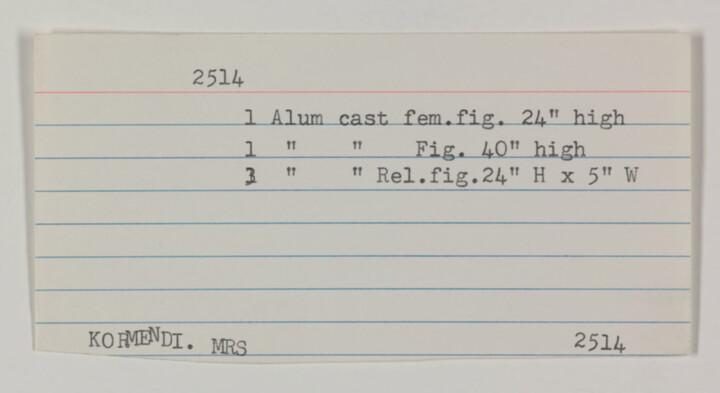 2514
1 Alum cast fem.fig. 24" high
1 " " Fig. 40" high
3 " " Rel.fig.24" H x 5" W
KORMENDI. MRS 2514